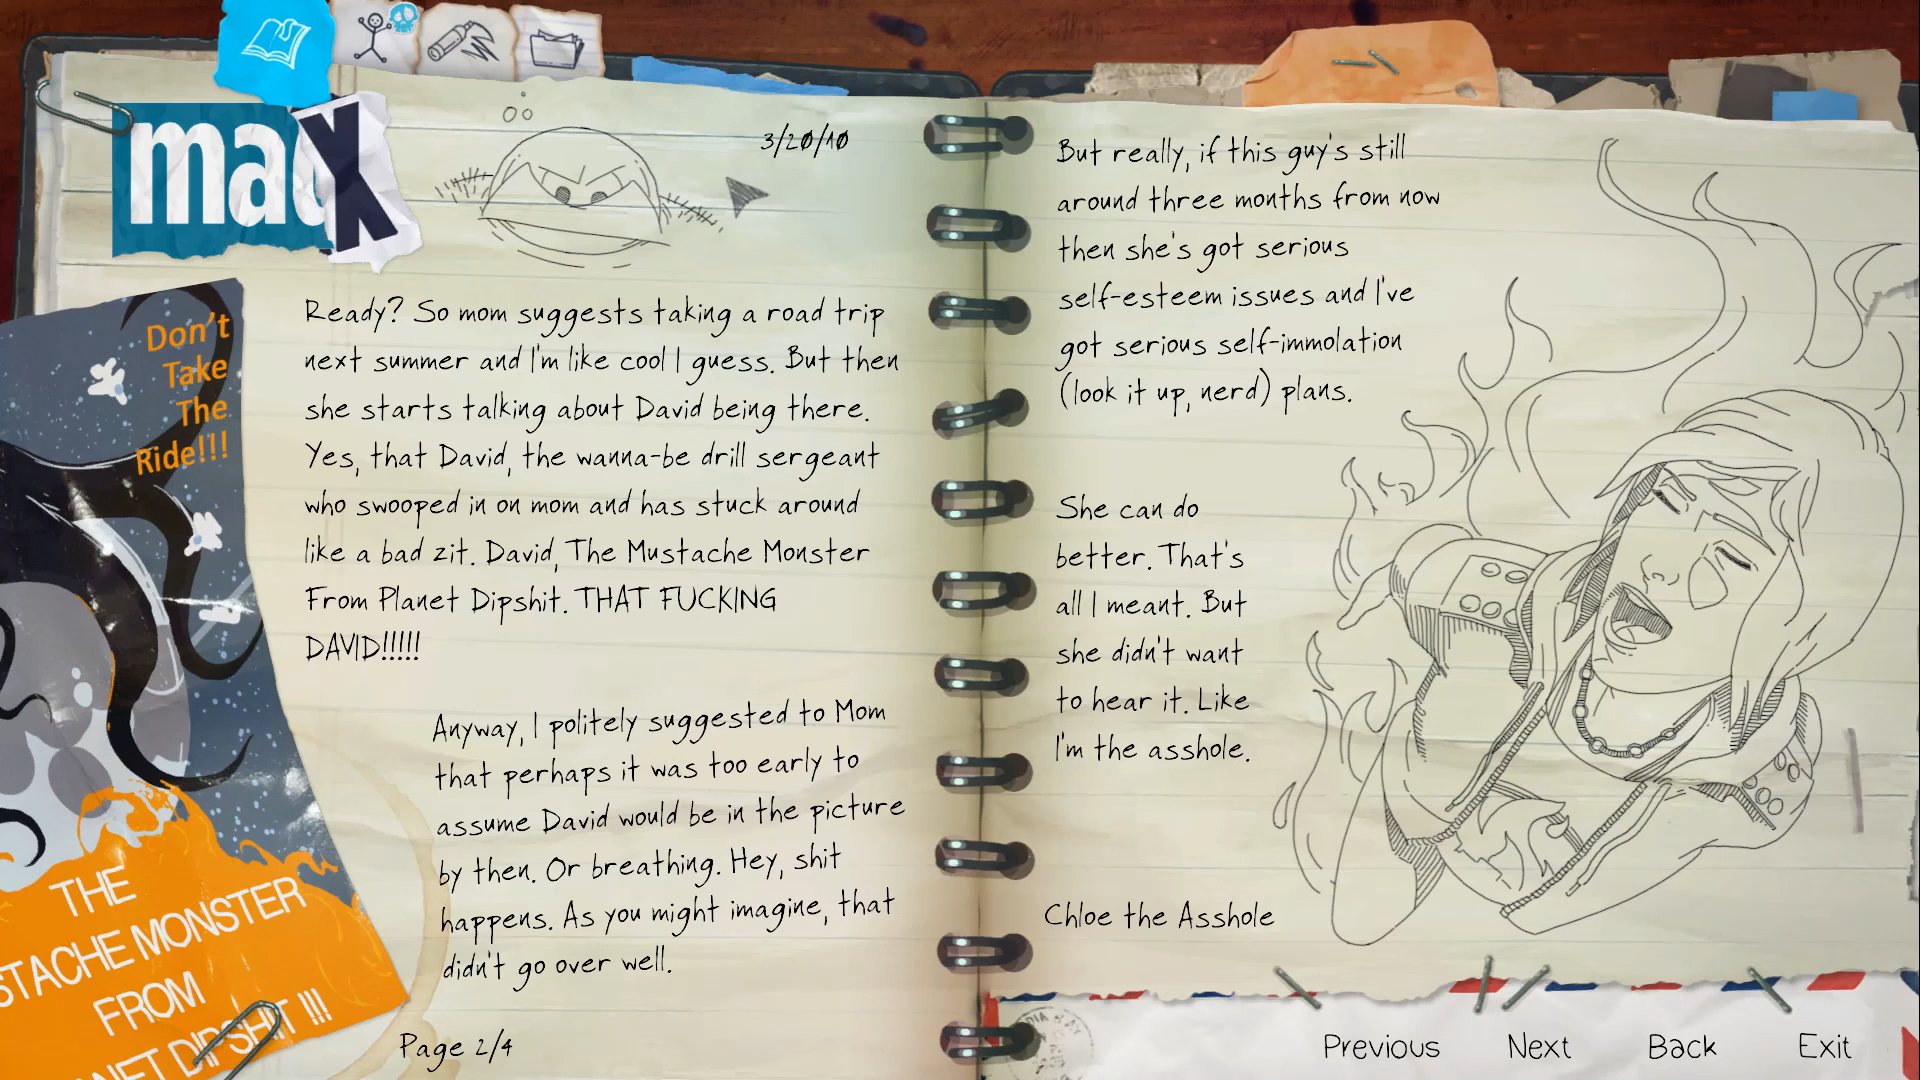 maX
3/20/10
Don't
Take
The
Ride!!!
Ready? So mom suggests taking a road trip
next summer and I'm like cool I guess. But then
she starts talking about David being there.
Yes, that David, the wanna-be drill sergeant
who swooped in on mom and has stuck around
like a bad zit. David, The Mustache Monster
From Planet Dipshit. THAT FUCKING
DAVID!!!!!
Anyway, I politely suggested to Mom
that perhaps it was too early to
assume David would be in the picture
by then. Or breathing. Hey, shit
happens. As you might imagine, that
didn't go over well.
THE
STACHE MONSTER
FROM
NET DIPSHIT !!!
Page 2/4
But really, if this guy's still
around three months from now
then she's got serious
self-esteem issues and I've
got serious self-immolation
(look it up, nerd) plans.
She can do
better. That's
all I meant. But
she didn't want
to hear it. Like
I'm the asshole.
Chloe the Asshole
Previous
Next
Back
Exit